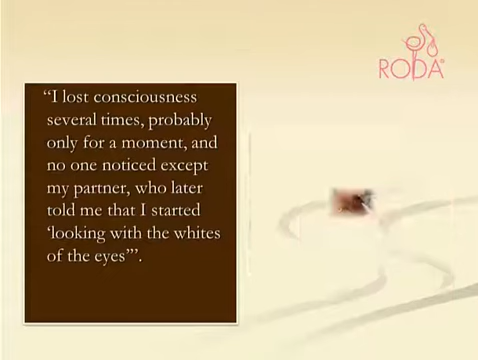 RODA®
“I lost consciousness
several times, probably
only for a moment, and
no one noticed except
my partner, who later
told me that I started
‘looking with the whites
of the eyes”’.